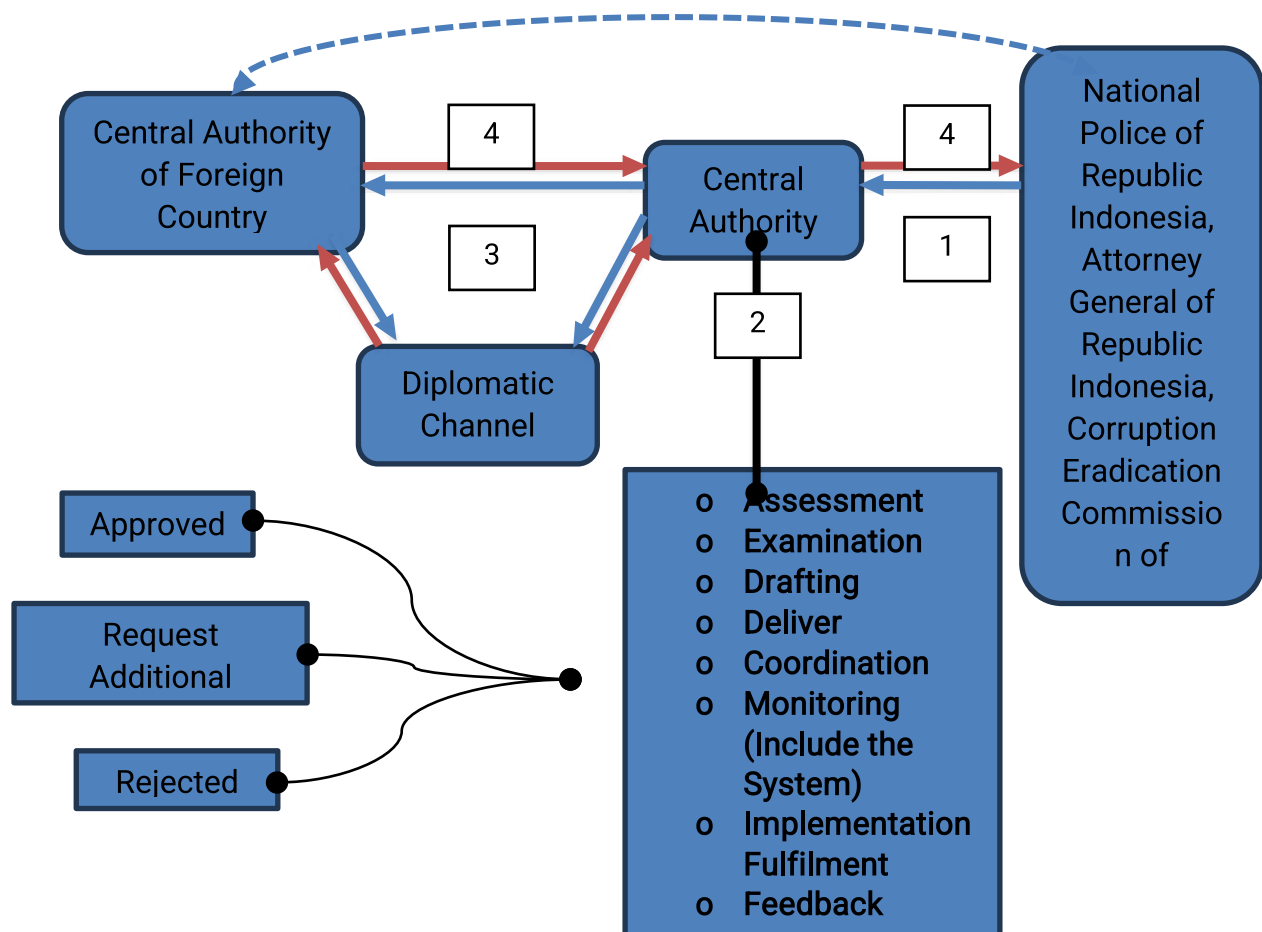 Central Authority
of Foreign
Country
4
3
Central
Authority
4
1
2
National
Police of
Republic
Indonesia,
Attorney
General of
Republic
Indonesia,
Corruption
Eradication
Commissio
n of
Diplomatic
Channel
Approved
Request
Additional
Rejected
o Assessment
o Examination
o Drafting
o Deliver
o Coordination
o Monitoring
(Include the
System)
o Implementation
Fulfilment
o Feedback